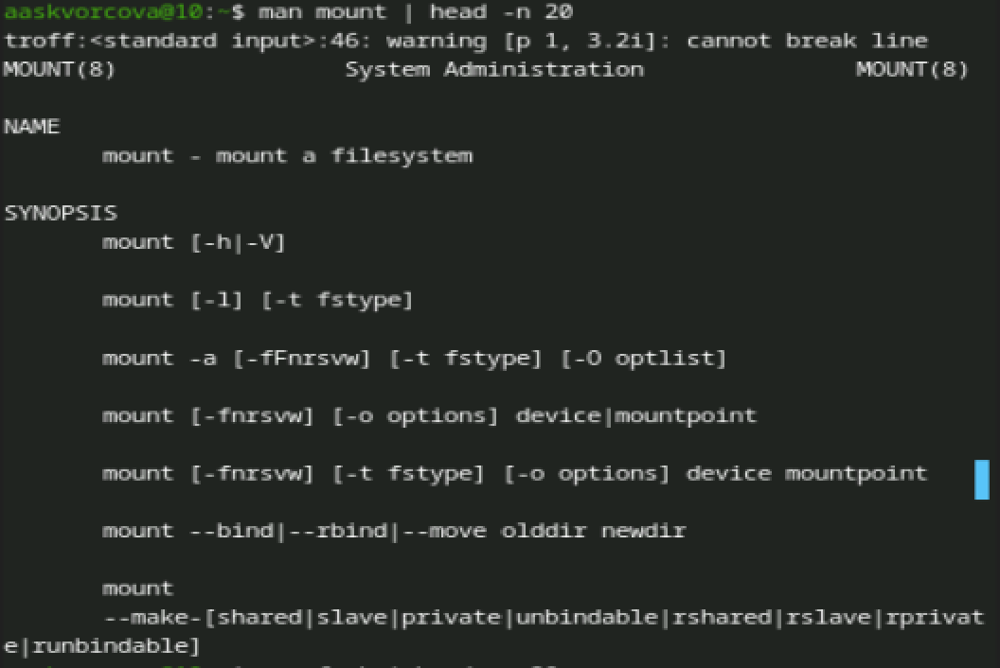 aaskvorcova@10:~$ man mount | head -n 20
troff:<standard input>:46: warning [p 1, 3.2i]: cannot break line
MOUNT(8) System Administration MOUNT(8)
NAME
mount - mount a filesystem
SYNOPSIS
mount [-h|-V]
mount [-l] [-t fstype]
mount -a [-fFnrsvw] [-t fstype] [-O optlist]
mount [-fnrsvw] [-o options] device|mountpoint
mount [-fnrsvw] [-t fstype] [-o options] device mountpoint
mount --bind|--rbind|--move olddir newdir
mount
--make-[shared|slave|private|unbindable|rshared|rslave|rprivat
e|runbindable]